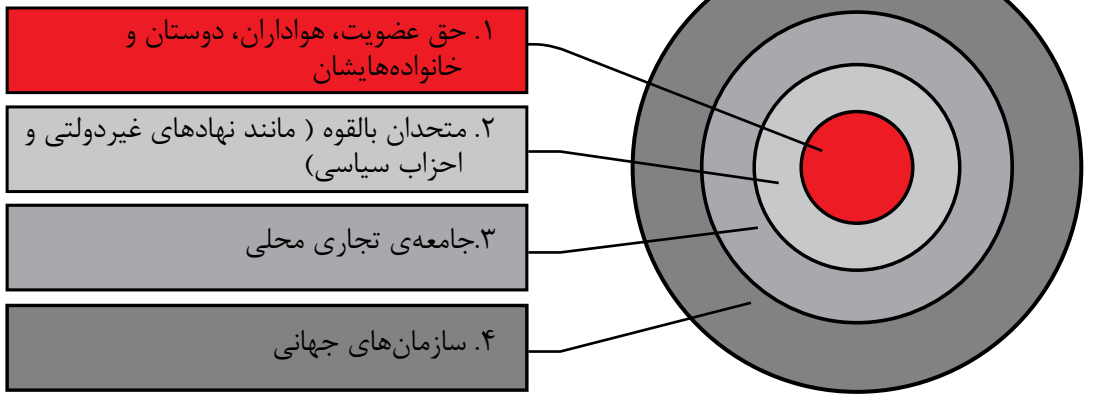 ۱. حق عضویت، هواداران، دوستان و
خانواده‌هایشان
۲. متحدان بالقوه ( مانند نهادهای غیردولتی و
احزاب سیاسی)
۳.جامعه‌ی تجاری محلی
۴. سازمان‌های جهانی